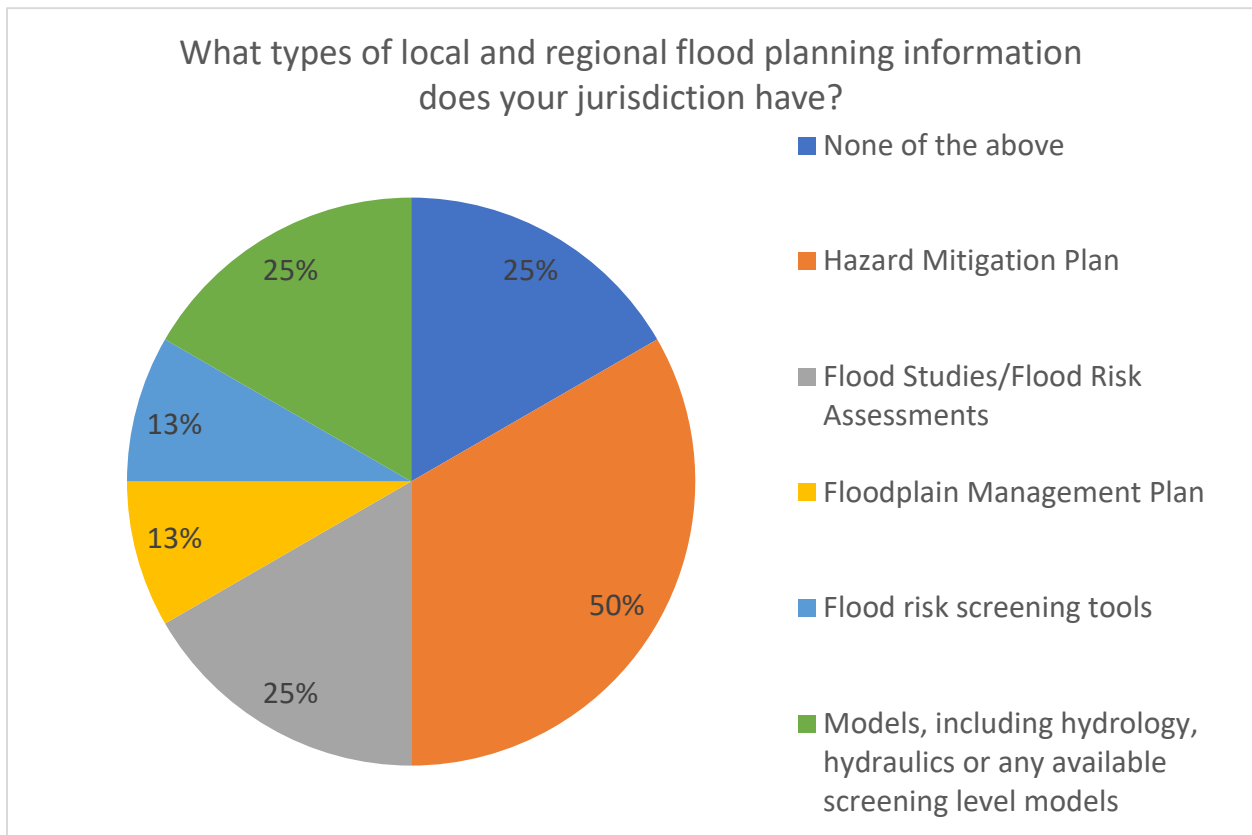 What types of local and regional flood planning information
does your jurisdiction have?
None of the above
Hazard Mitigation Plan
Flood Studies/Flood Risk
Assessments
Floodplain Management Plan
Flood risk screening tools
Models, including hydrology,
hydraulics or any available
screening level models
25%
50%
25%
13%
13%
25%